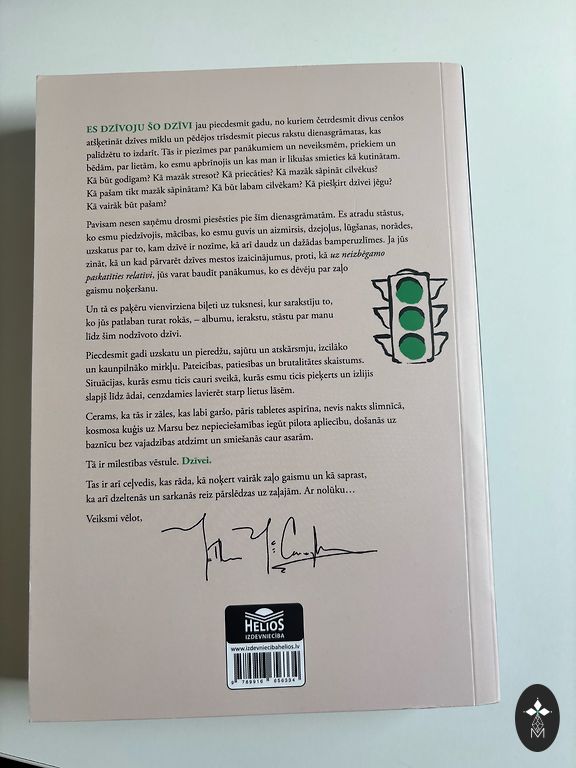 ES DZĪVOJU ŠO DZĪVI jau piecdesmit gadu, no kuriem četrdesmit divus cenšos
atšķetināt dzīves mīklu un pēdējos trīsdesmit piecus rakstu dienasgrāmatas, kas
palīdzētu to izdarīt. Tās ir piezīmes par panākumiem un neveiksmēm, priekiem un
bēdām, par lietām, ko esmu apbrīnojis un kas man ir likušas smieties kā kutinātam.
Kā būt godīgam? Kā mazāk stresot? Kā priecāties? Kā mazāk sāpināt cilvēkus?
Kā pašam tikt mazāk sāpinātam? Kā būt labam cilvēkam? Kā piešķirt dzīvei jēgu?
Kā vairāk būt pašam?
Pavisam nesen saņēmu drosmi piesēsties pie šīm dienasgrāmatām. Es atradu stāstus,
ko esmu piedzīvojis, mācības, ko esmu guvis un aizmirsis, dzejoļus, lūgšanas, norādes,
uzskatus par to, kam dzīvē ir nozīme, kā arī daudz un dažādas bamperuzlīmes. Ja jūs
zināt, kā un kad pārvarēt dzīves mestos izaicinājumus, proti, kā uz neizbēgamo
paskatīties relatīvi, jūs varat baudīt panākumus, ko es dēvēju par zaļo
gaismu noķeršanu.
Un tā es paķēru vienvirziena biļeti uz tuksnesi, kur sarakstīju to,
ko jūs patlaban turat rokās, – albumu, ierakstu, stāstu par manu
līdz šim nodzīvoto dzīvi.
Piecdesmit gadi uzskatu un pieredžu, sajūtu un atskārsmju, izcilāko
un kaunpilnāko mirkļu. Pateicības, patiesības un brutalitātes skaistums.
Situācijas, kurās esmu ticis cauri sveikā, kurās esmu ticis pieķerts un izlijis
slapjš līdz ādai, cenzdamies lavierēt starp lietus lāsēm.
Cerams, ka tās ir zāles, kas labi garšo, pāris tabletes aspirīna, nevis nakts slimnīcā,
kosmosa kuģis uz Marsu bez nepieciešamības iegūt pilota apliecību, došanās uz
baznīcu bez vajadzības atdzimt un smiešanās caur asarām.
Tā ir mīlestības vēstule. Dzīvei.
Tas ir arī ceļvedis, kas rāda, kā noķert vairāk zaļo gaismu un kā saprast,
ka arī dzeltenās un sarkanās reiz pārslēdzas uz zaļajām. Ar nolūku…
Veiksmi vēlot,
HELIOS
IZDEVNIECĪBA
www.izdevniecibahelios.lv
9 789916 656334
M